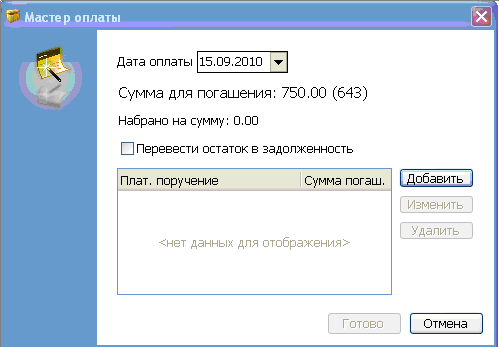 Мастер оплаты
Дата оплаты 15.09.2010
Сумма для погашения: 750.00 (643)
Набрано на сумму: 0.00
Перевести остаток в задолженность
Плат. поручение Сумма погаш.
<нет данных для отображения>
Добавить
Изменить
Удалить
Готово Отмена